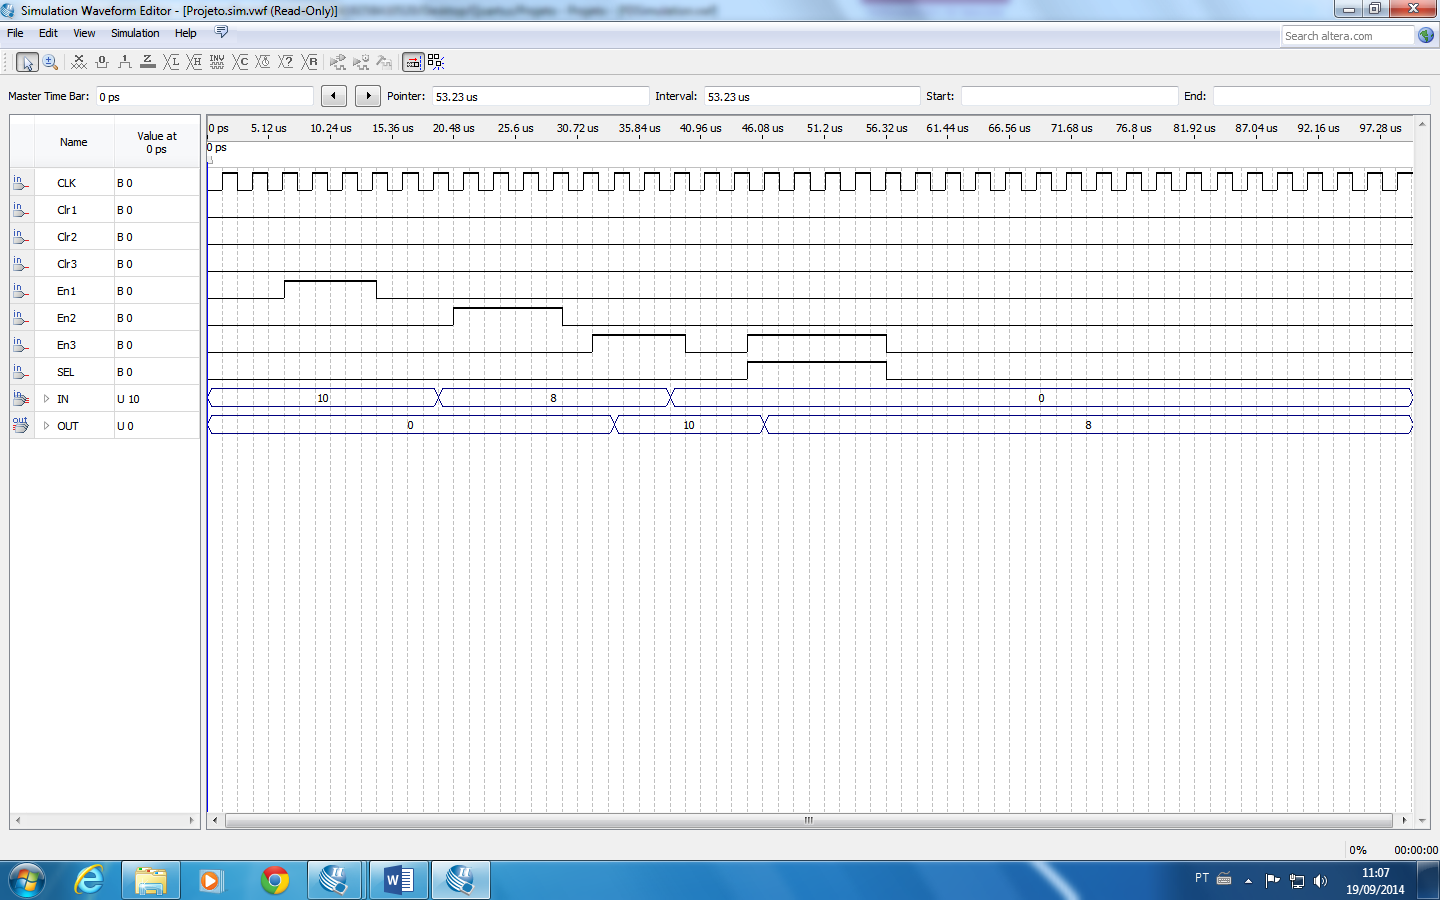 Simulation Waveform Editor - [Projeto.sim.vwf (Read-Only)]
File Edit View Simulation Help
Search altera.com
Master Time Bar: 0 ps Pointer: 53.23 us Interval: 53.23 us Start: End:
Name Value at 0 ps
0 ps 5.12 us 10.24 us 15.36 us 20.48 us 25.6 us 30.72 us 35.84 us 40.96 us 46.08 us 51.2 us 56.32 us 61.44 us 66.56 us 71.68 us 76.8 us 81.92 us 87.04 us 92.16 us 97.28 us
0 ps
CLK B 0
Clr1 B 0
Clr2 B 0
Clr3 B 0
En1 B 0
En2 B 0
En3 B 0
SEL B 0
IN U 10 10 8 0
OUT U 0 0 10 8
0% 00:00:00
PT 11:07
19/09/2014